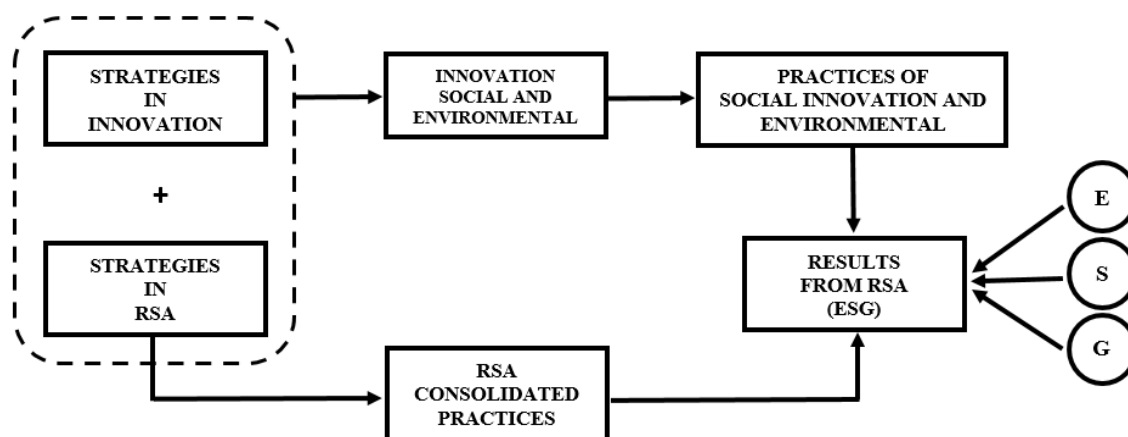 STRATEGIES
IN
INNOVATION
+
STRATEGIES
IN
RSA
INNOVATION
SOCIAL AND
ENVIRONMENTAL
PRACTICES OF
SOCIAL INNOVATION AND
ENVIRONMENTAL
RSA
CONSOLIDATED
PRACTICES
RESULTS
FROM RSA
(ESG)
E
S
G